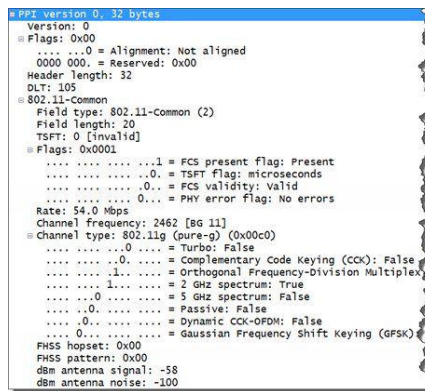 PPI version 0, 32 bytes
Version: 0
Flags: 0x00
.... ...0 = Alignment: Not aligned
0000 000. = Reserved: 0x00
Header length: 32
DLT: 105
802.11-Common
Field type: 802.11-Common (2)
Field length: 20
TSFT: 0 [invalid]
Flags: 0x0001
.... .... .... ...1 = FCS present flag: Present
.... .... .... ..0. = TSFT flag: microseconds
.... .... .... .0.. = FCS validity: Valid
.... .... .... 0... = PHY error flag: No errors
Rate: 54.0 Mbps
Channel frequency: 2462 [BG 11]
Channel type: 802.11g (pure-g) (0x00c0)
.... .... ...0 .... = Turbo: False
.... .... ..0. .... = Complementary Code Keying (CCK): False
.... .... .1.. .... = Orthogonal Frequency-Division Multiplex
.... .... 1... .... = 2 GHz spectrum: True
.... ...0 .... .... = 5 GHz spectrum: False
.... ..0. .... .... = Passive: False
.... .0.. .... .... = Dynamic CCK-OFDM: False
.... 0... .... .... = Gaussian Frequency Shift Keying (GFSK):
FHSS hopset: 0x00
FHSS pattern: 0x00
dBm antenna signal: -58
dBm antenna noise: -100